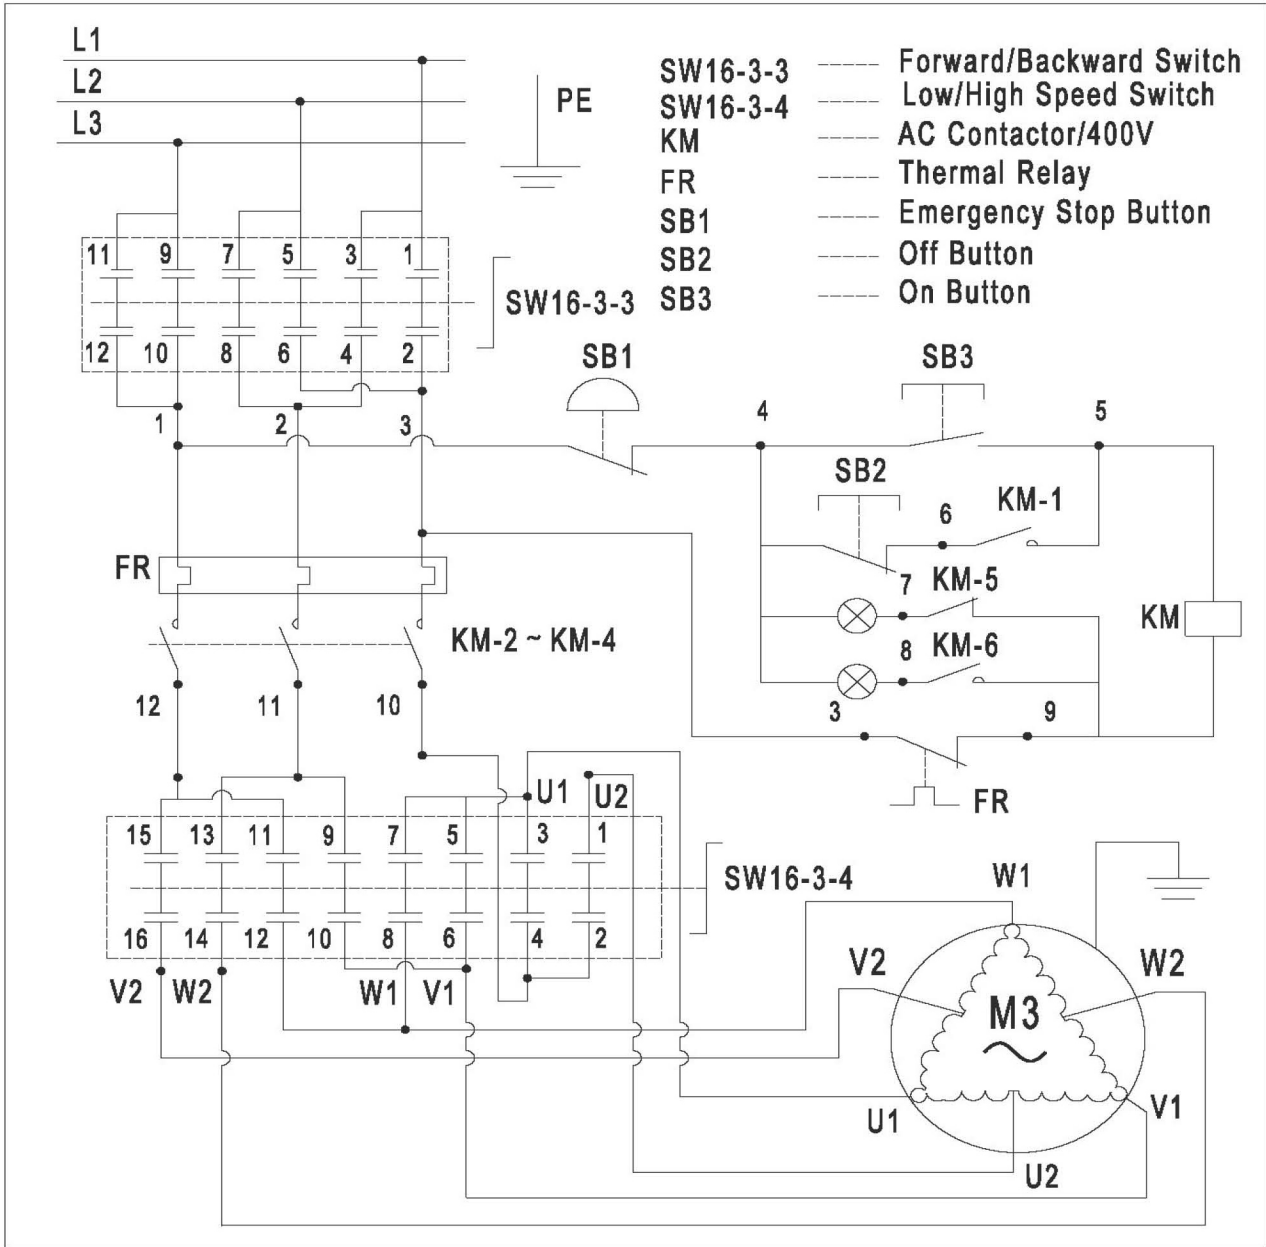 L1
L2
L3
PE
SW16-3-3 Forward/Backward Switch
SW16-3-4 Low/High Speed Switch
KM AC Contactor/400V
FR Thermal Relay
SB1 Emergency Stop Button
SB2 Off Button
SB3 On Button
11 9 7 5 3 1
SW16-3-3
12 10 8 6 4 2
SB1 SB3
1 2 3 4 5
SB2
KM-1
6
FR
7 KM-5
KM
KM-2 ~ KM-4
8 KM-6
12 11 10
3 9
U1 U2
FR
15 13 11 9 7 5 3 1
SW16-3-4
W1
16 14 12 10 8 6 4 2
V2 W2 W1 V1
V2 W2
M3
U1 V1
U2